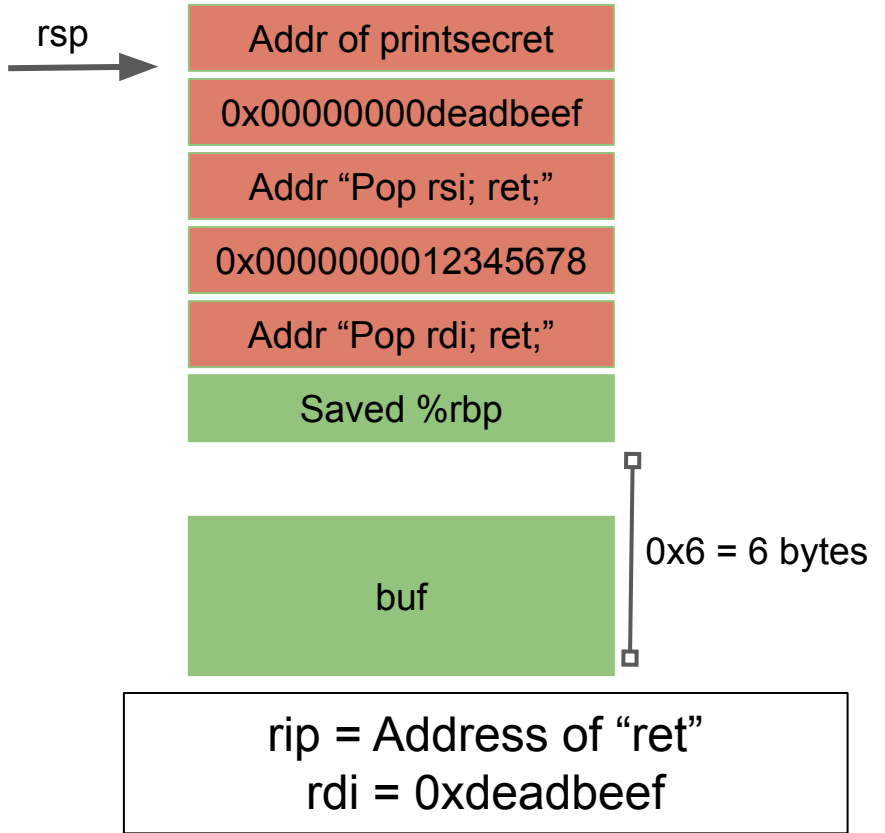 rsp
Addr of printsecret
0x00000000deadbeef
Addr “Pop rsi; ret;”
0x0000000012345678
Addr “Pop rdi; ret;”
Saved %rbp
0x6 = 6 bytes
buf
rip = Address of “ret”
rdi = 0xdeadbeef